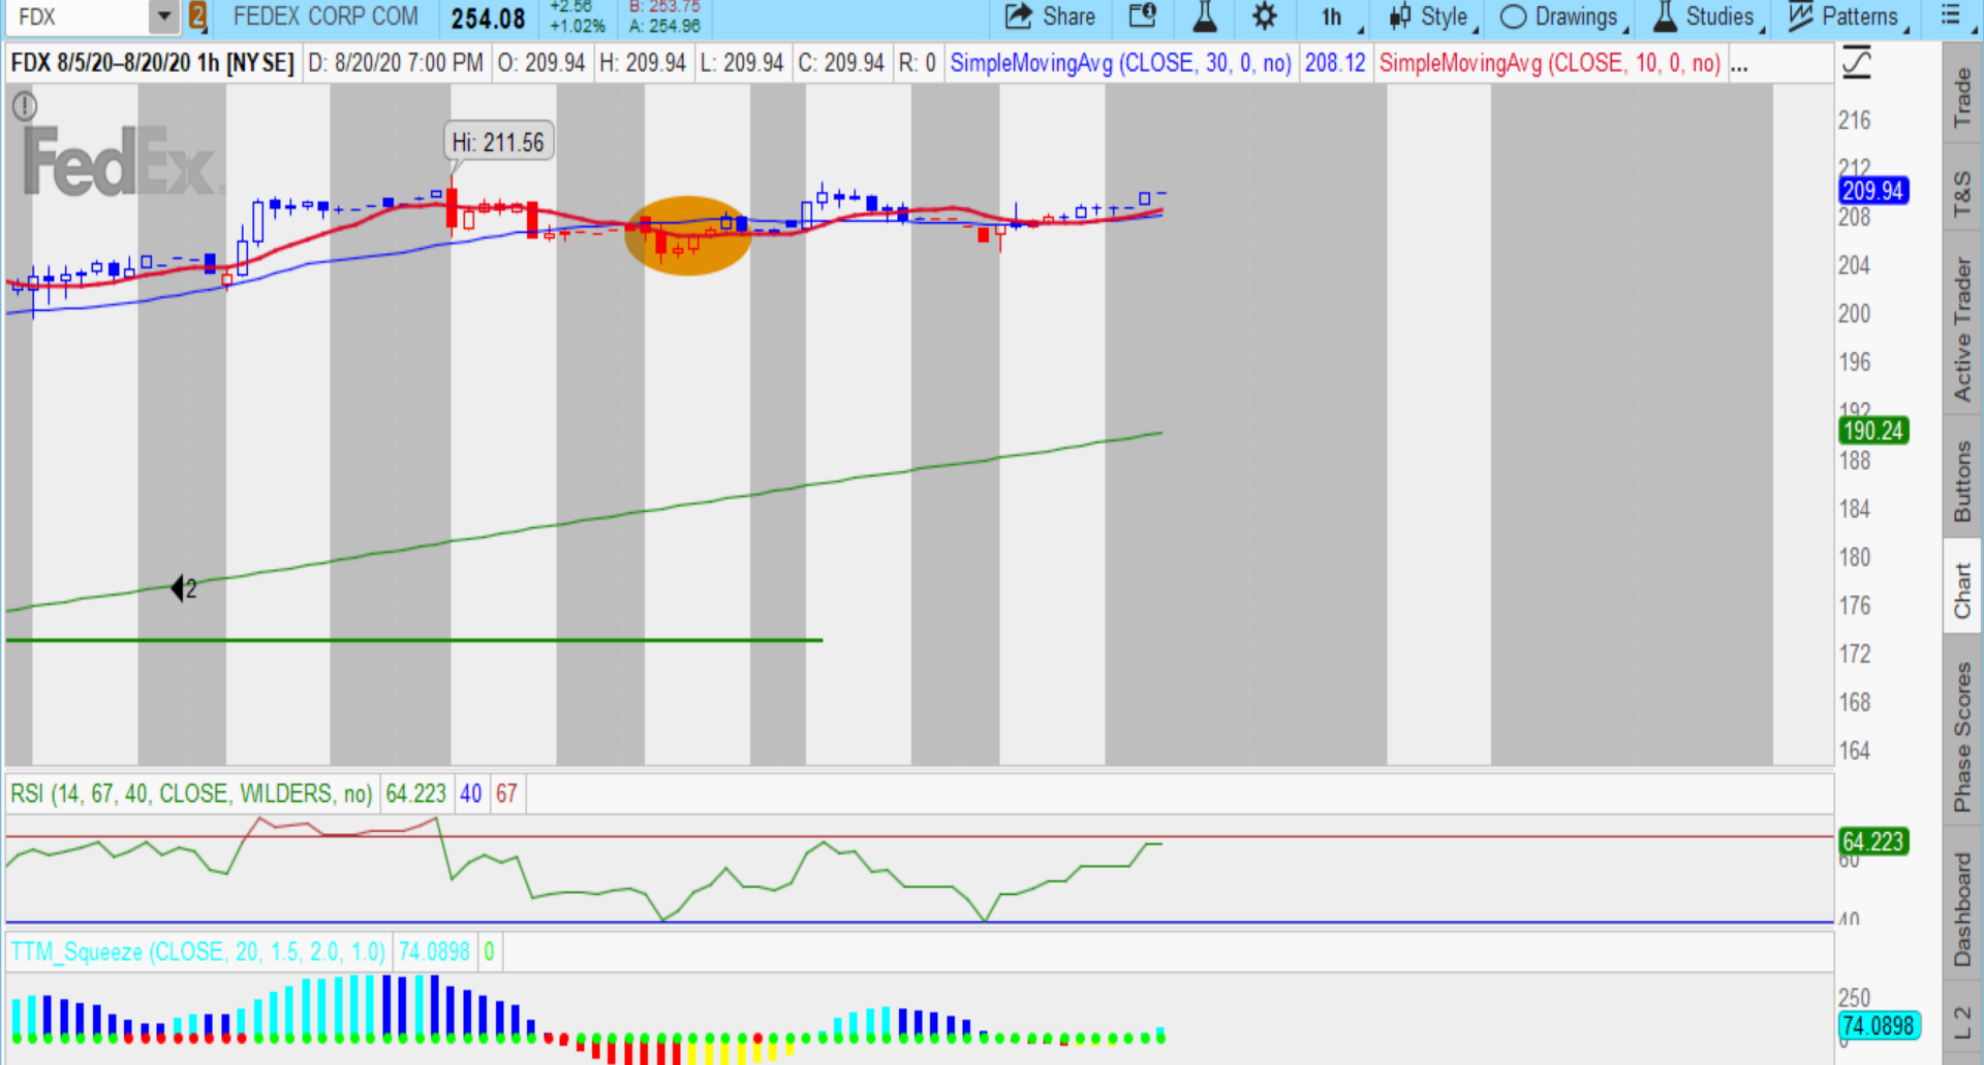 FDX 2 FEDEX CORP COM 254.08 +2.56 B: 253.75 Share 1h Style Drawings Studies Patterns
+1.02% A: 254.96
FDX 8/5/20–8/20/20 1h [NYSE] D: 8/20/20 7:00 PM O: 209.94 H: 209.94 L: 209.94 C: 209.94 R: 0 SimpleMovingAvg (CLOSE, 30, 0, no) 208.12 SimpleMovingAvg (CLOSE, 10, 0, no) ...
FedEx.
Hi: 211.56
2
216
212
209.94
208
204
200
196
192
190.24
188
184
180
176
172
168
164
RSI (14, 67, 40, CLOSE, WILDERS, no) 64.223 40 67
64.223
60
40
TTM_Squeeze (CLOSE, 20, 1.5, 2.0, 1.0) 74.0898 0
250
74.0898
0
Trade
T&S
Active Trader
Buttons
Chart
Phase Scores
Dashboard
L 2